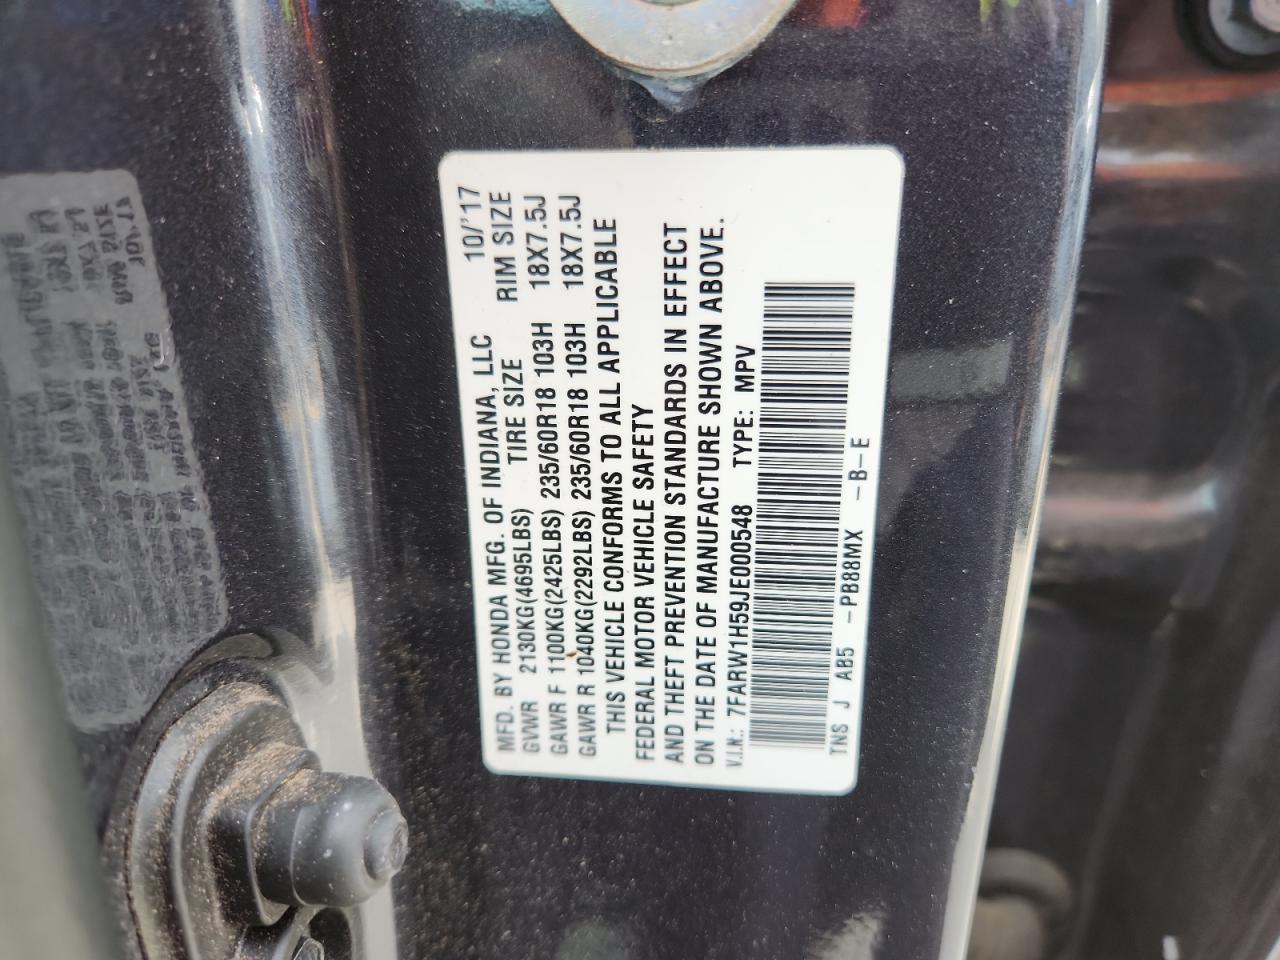 MFD. BY HONDA MFG. OF INDIANA, LLC 10/'17
GVWR 2130KG(4695LBS) TIRE SIZE RIM SIZE
GAWR F 1100KG(2425LBS) 235/60R18 103H 18X7.5J
GAWR R 1040KG(2292LBS) 235/60R18 103H 18X7.5J
THIS VEHICLE CONFORMS TO ALL APPLICABLE
FEDERAL MOTOR VEHICLE SAFETY
AND THEFT PREVENTION STANDARDS IN EFFECT
ON THE DATE OF MANUFACTURE SHOWN ABOVE.
V.I.N.: 7FARW1H59JE000548 TYPE: MPV
TNS J AB5 -PB88MX -B-E